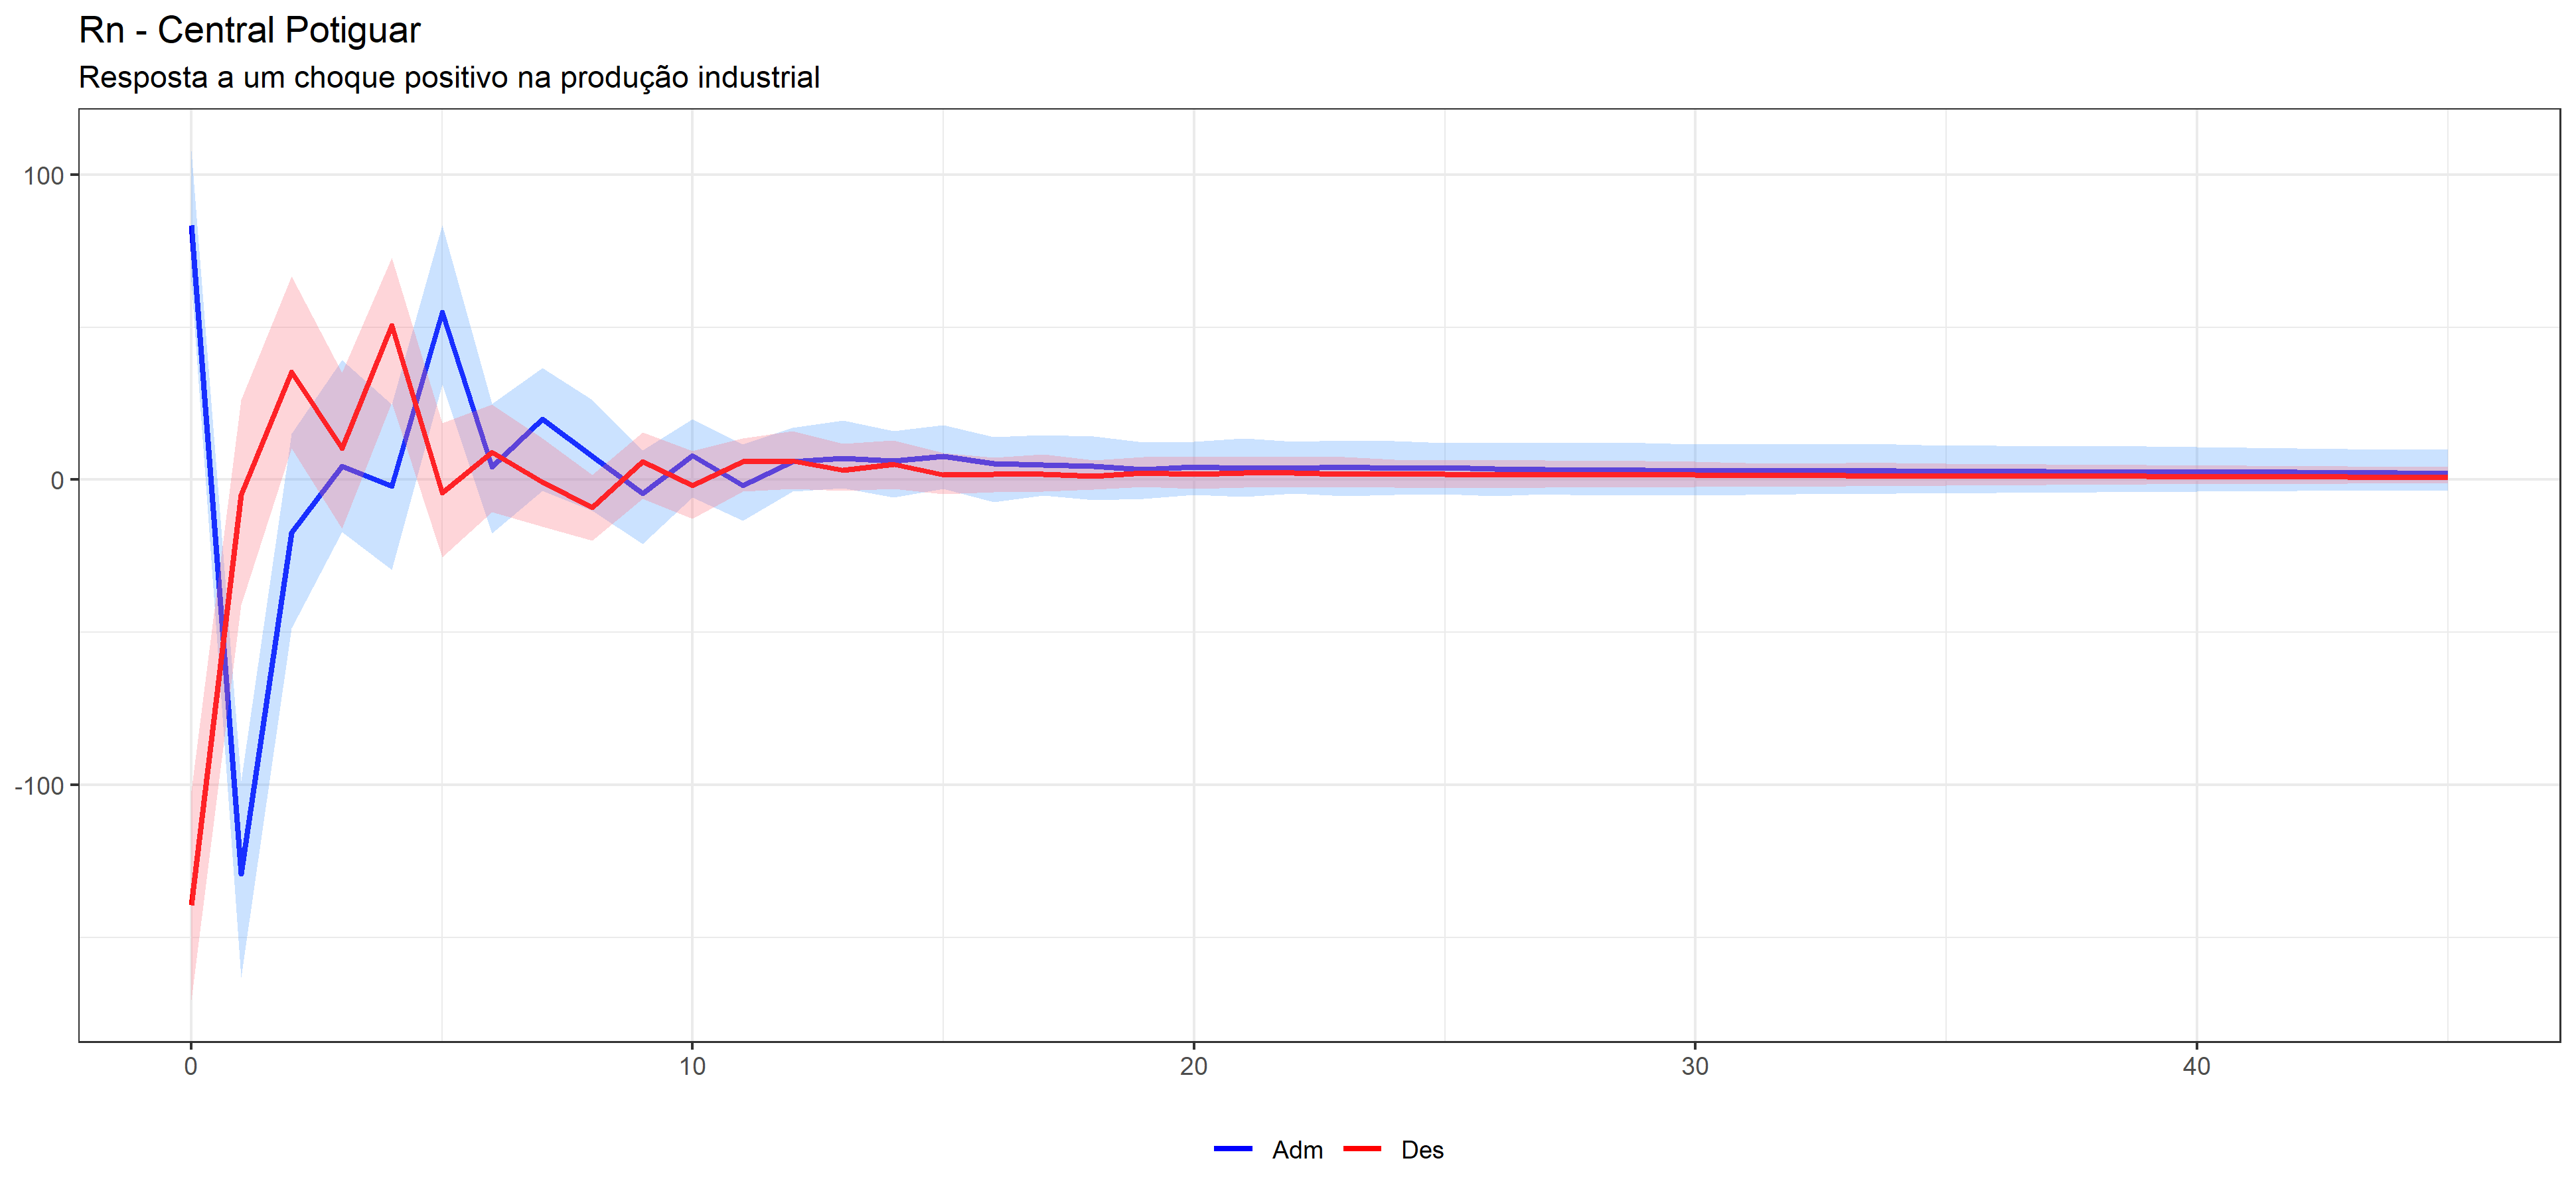 Rn - Central Potiguar
Resposta a um choque positivo na produção industrial
100
0
-100
0 10 20 30 40
Adm Des